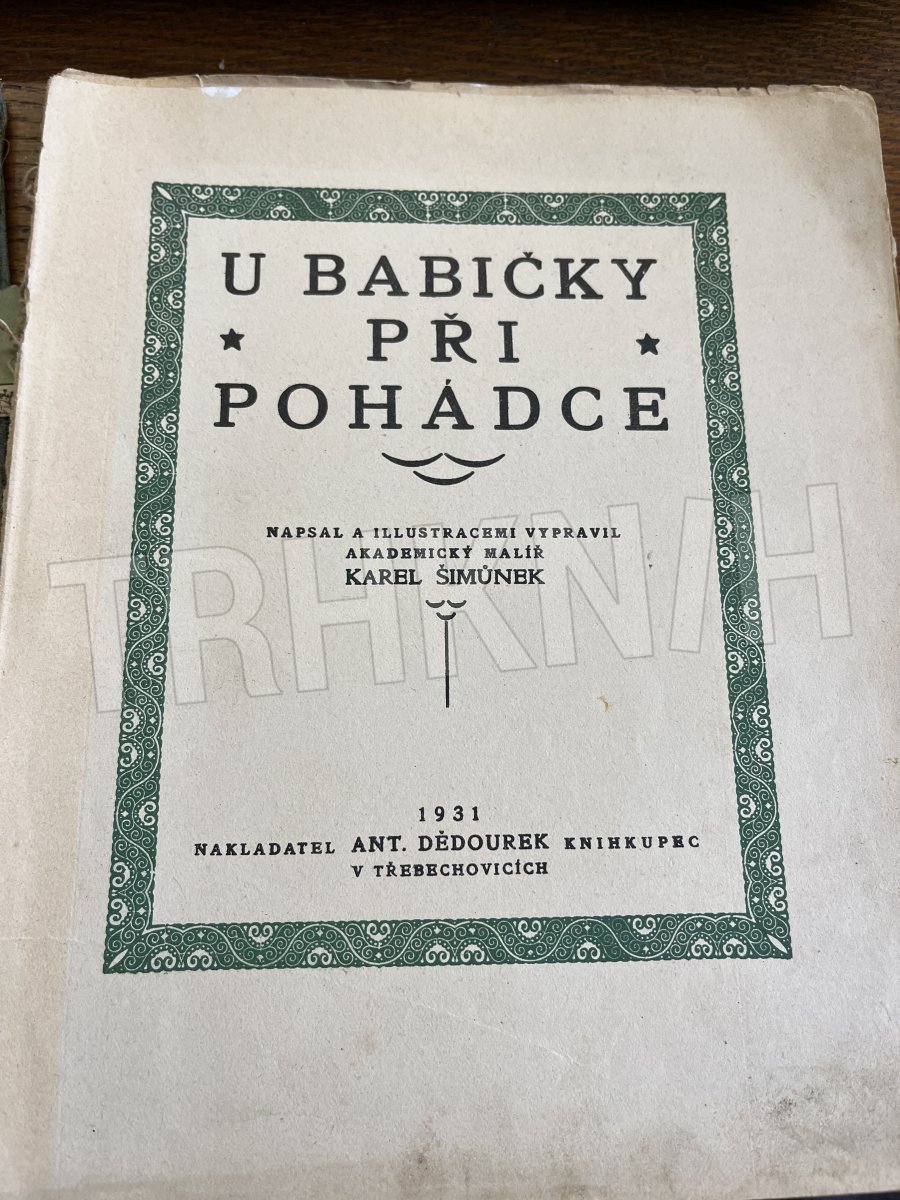 U BABIČKY
★ PŘI ★
POHÁDCE
NAPSAL A ILLUSTRACEMI VYPRAVIL
AKADEMICKÝ MALÍŘ
KAREL ŠIMŮNEK
1931
NAKLADATEL ANT. DĚDOUREK KNIHKUPEC
V TŘEBECHOVICÍCH
TRHKNIH